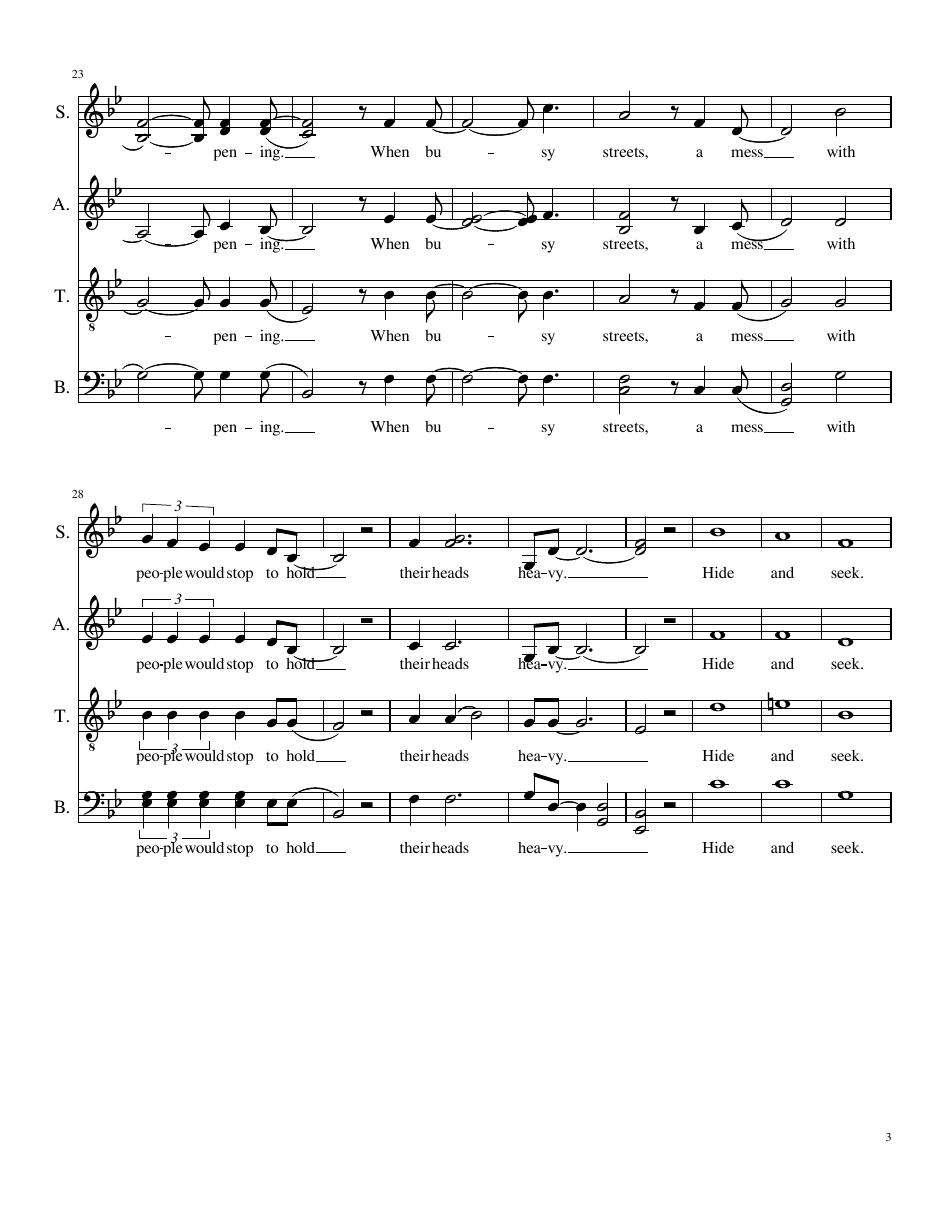 23
S.
– pen – ing. When bu – sy streets, a mess with
A.
– pen – ing. When bu – sy streets, a mess with
T.
8
– pen – ing. When bu – sy streets, a mess with
B.
– pen – ing. When bu – sy streets, a mess with
28
3
S.
peo-ple would stop to hold their heads hea-vy. Hide and seek.
3
A.
peo-ple would stop to hold their heads hea-vy. Hide and seek.
T.
8
3
peo-ple would stop to hold their heads hea-vy. Hide and seek.
B.
3
peo-ple would stop to hold their heads hea-vy. Hide and seek.
3